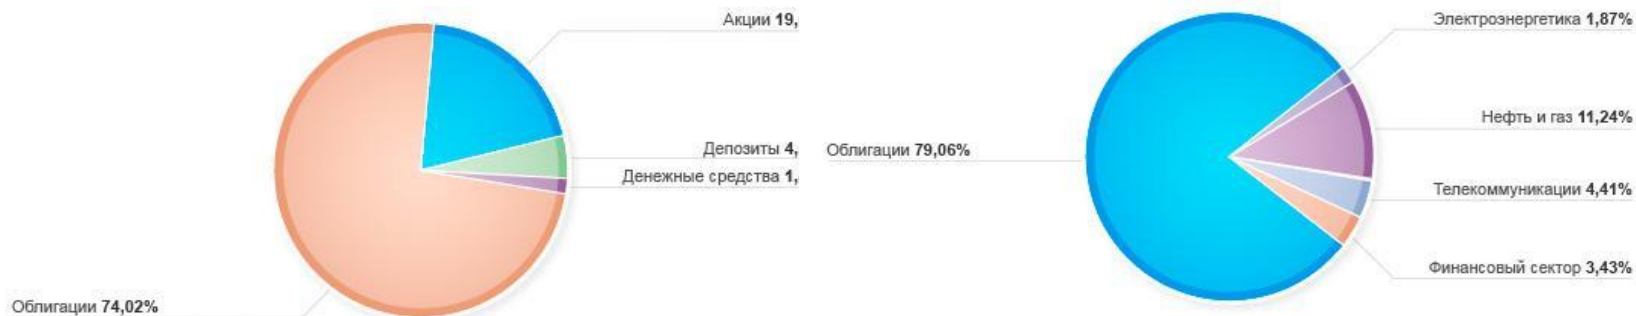 Акции 19,
Депозиты 4,
Денежные средства 1,
Облигации 74,02%
Электроэнергетика 1,87%
Нефть и газ 11,24%
Облигации 79,06%
Телекоммуникации 4,41%
Финансовый сектор 3,43%